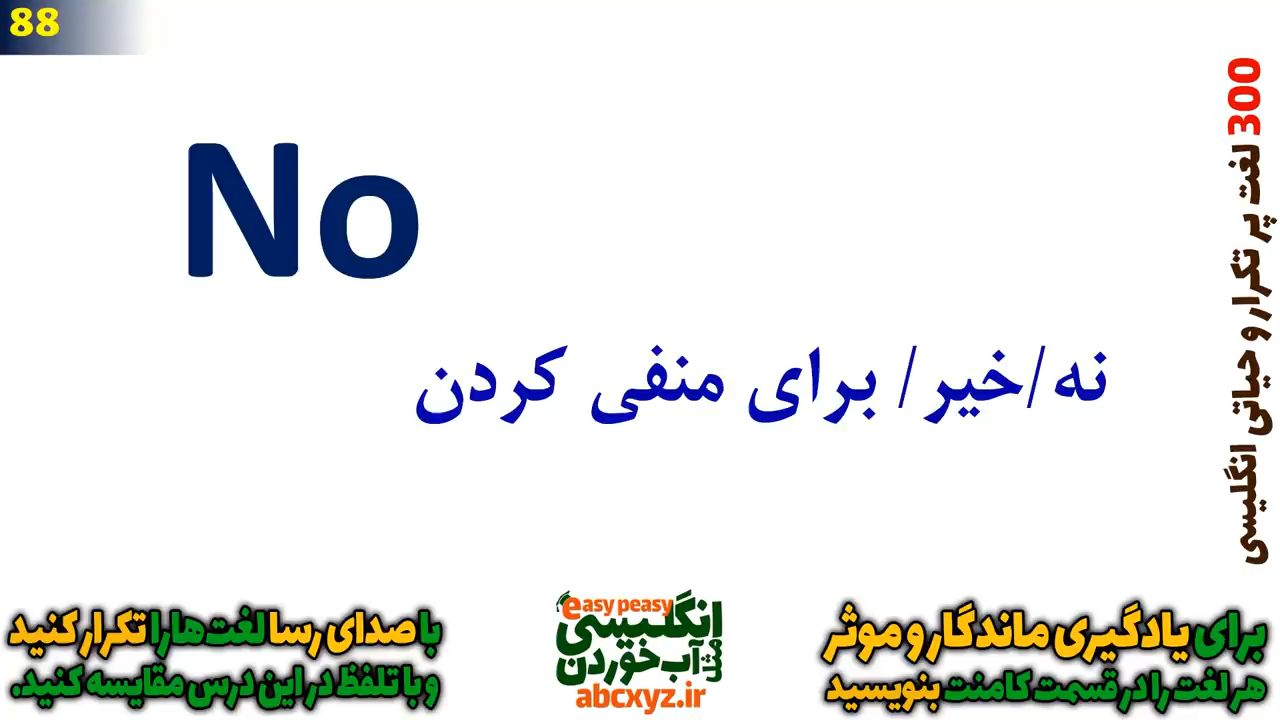 88
300 لغت پر تکرار و حیاتی انگلیسی
No
نه/خیر/ برای منفی کردن
برای یادگیری ماندگار و موثر
هر لغت را در قسمت کامنت بنویسید
easy peasy
انگلیسی
مثل آب خوردن
abcxyz.ir
با صدای رسا لغت‌ها را تکرار کنید
و با تلفظ در این درس مقایسه کنید.